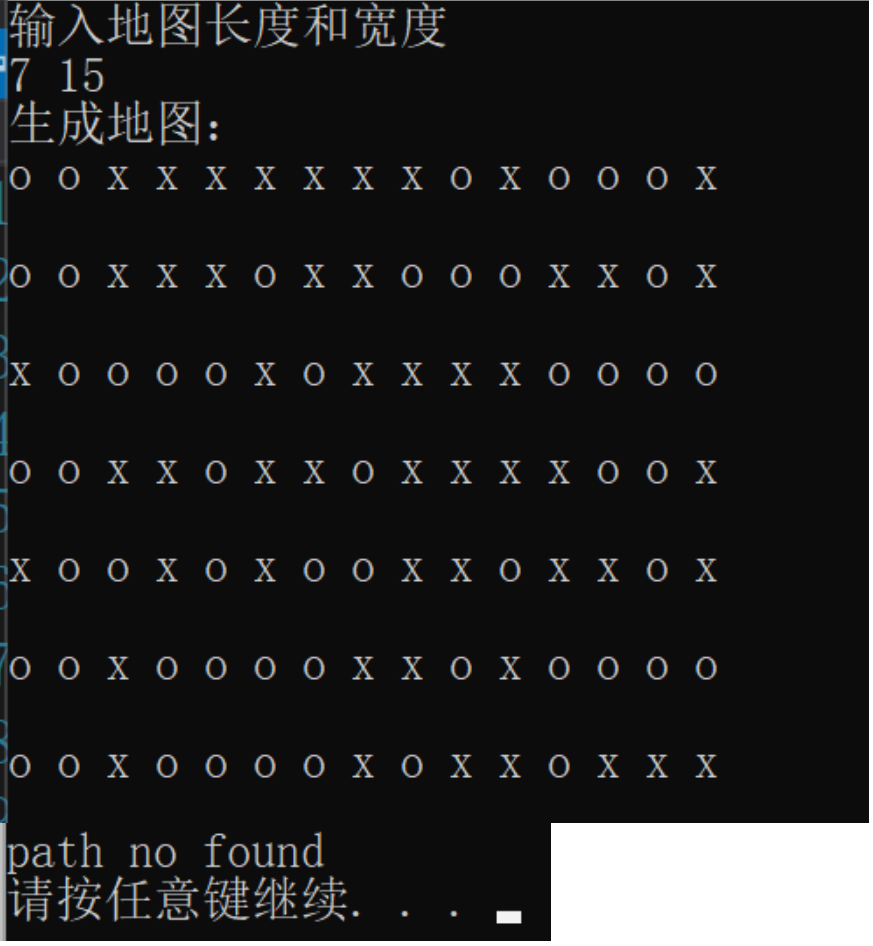 输入地图长度和宽度
7 15
生成地图:
o o x x x x x x x o x o o o x
o o x x x o x x o o o x x o x
x o o o o x o x x x x o o o o
o o x x o x x o x x x x o o x
x o o x o x o o x x o x x o x
o o x o o o o x x o x o o o o
o o x o o o o x o x x o x x x
path no found
请按任意键继续. . .